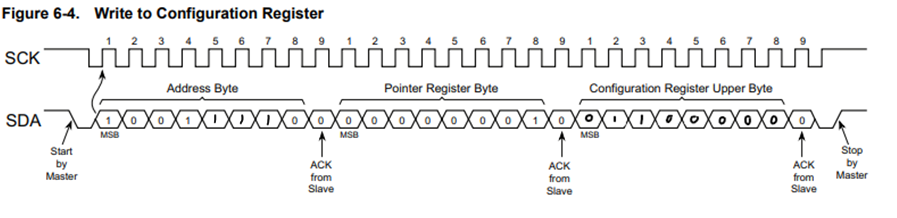 Figure 6-4. Write to Configuration Register
1 2 3 4 5 6 7 8 9 1 2 3 4 5 6 7 8 9 1 2 3 4 5 6 7 8 9
SCK
Address Byte Pointer Register Byte Configuration Register Upper Byte
SDA 1 0 0 1 1 1 1 0 0 0 0 0 0 0 0 0 1 0 0 1 1 0 0 0 0 0 0
MSB MSB MSB
Start by Master
ACK from Slave
ACK from Slave
ACK from Slave
Stop by Master